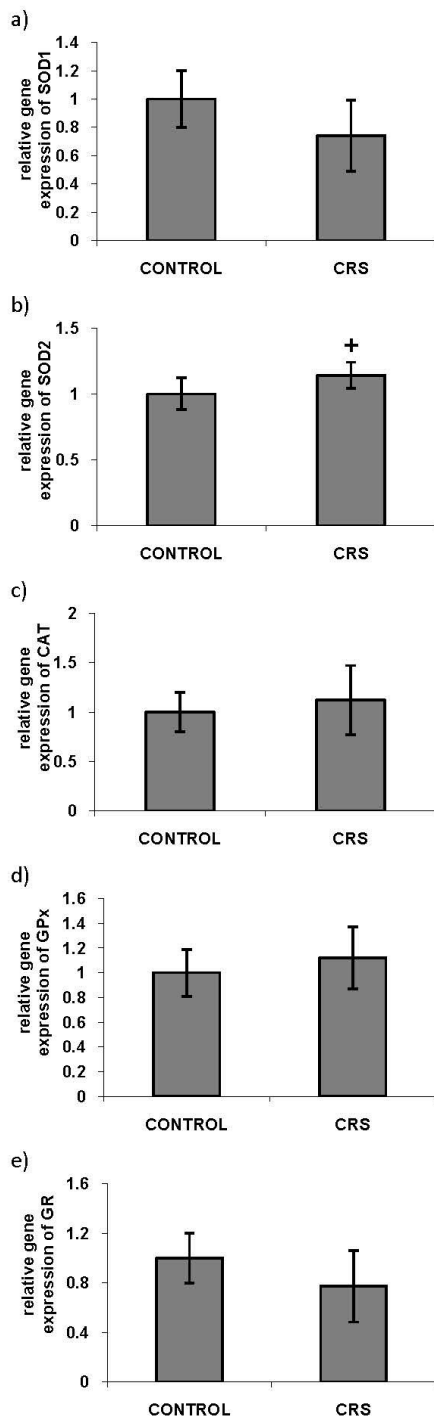 a)
relative gene
expression of SOD1
1.4
1.2
1
0.8
0.6
0.4
0.2
0
CONTROL CRS
b)
relative gene
expression of SOD2
1.5
1
0.5
0
+
CONTROL CRS
c)
relative gene
expression of CAT
2
1.5
1
0.5
0
CONTROL CRS
d)
relative gene
expression of GPx
1.6
1.4
1.2
1
0.8
0.6
0.4
0.2
0
CONTROL CRS
e)
relative gene
expression of GR
1.6
1.2
0.8
0.4
0
CONTROL CRS